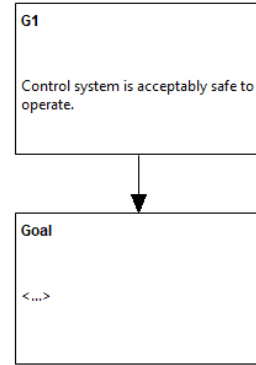 G1
Control system is acceptably safe to
operate.
Goal
<...>